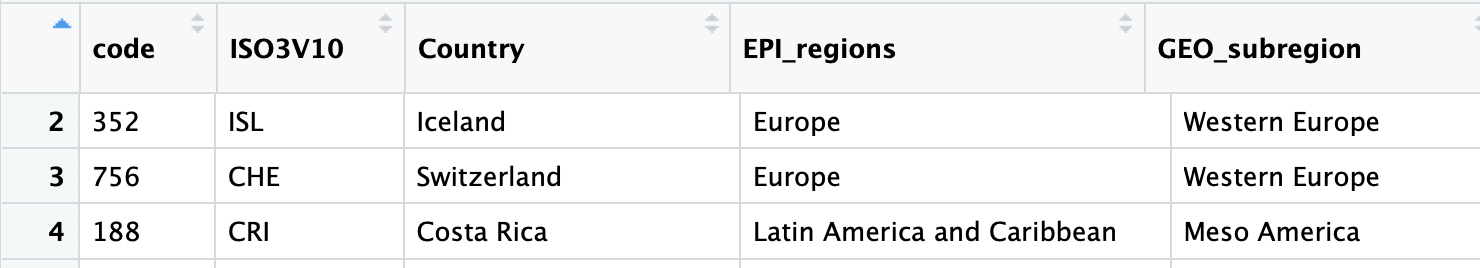 code ISO3V10 Country EPI_regions GEO_subregion
2 352 ISL Iceland Europe Western Europe
3 756 CHE Switzerland Europe Western Europe
4 188 CRI Costa Rica Latin America and Caribbean Meso America